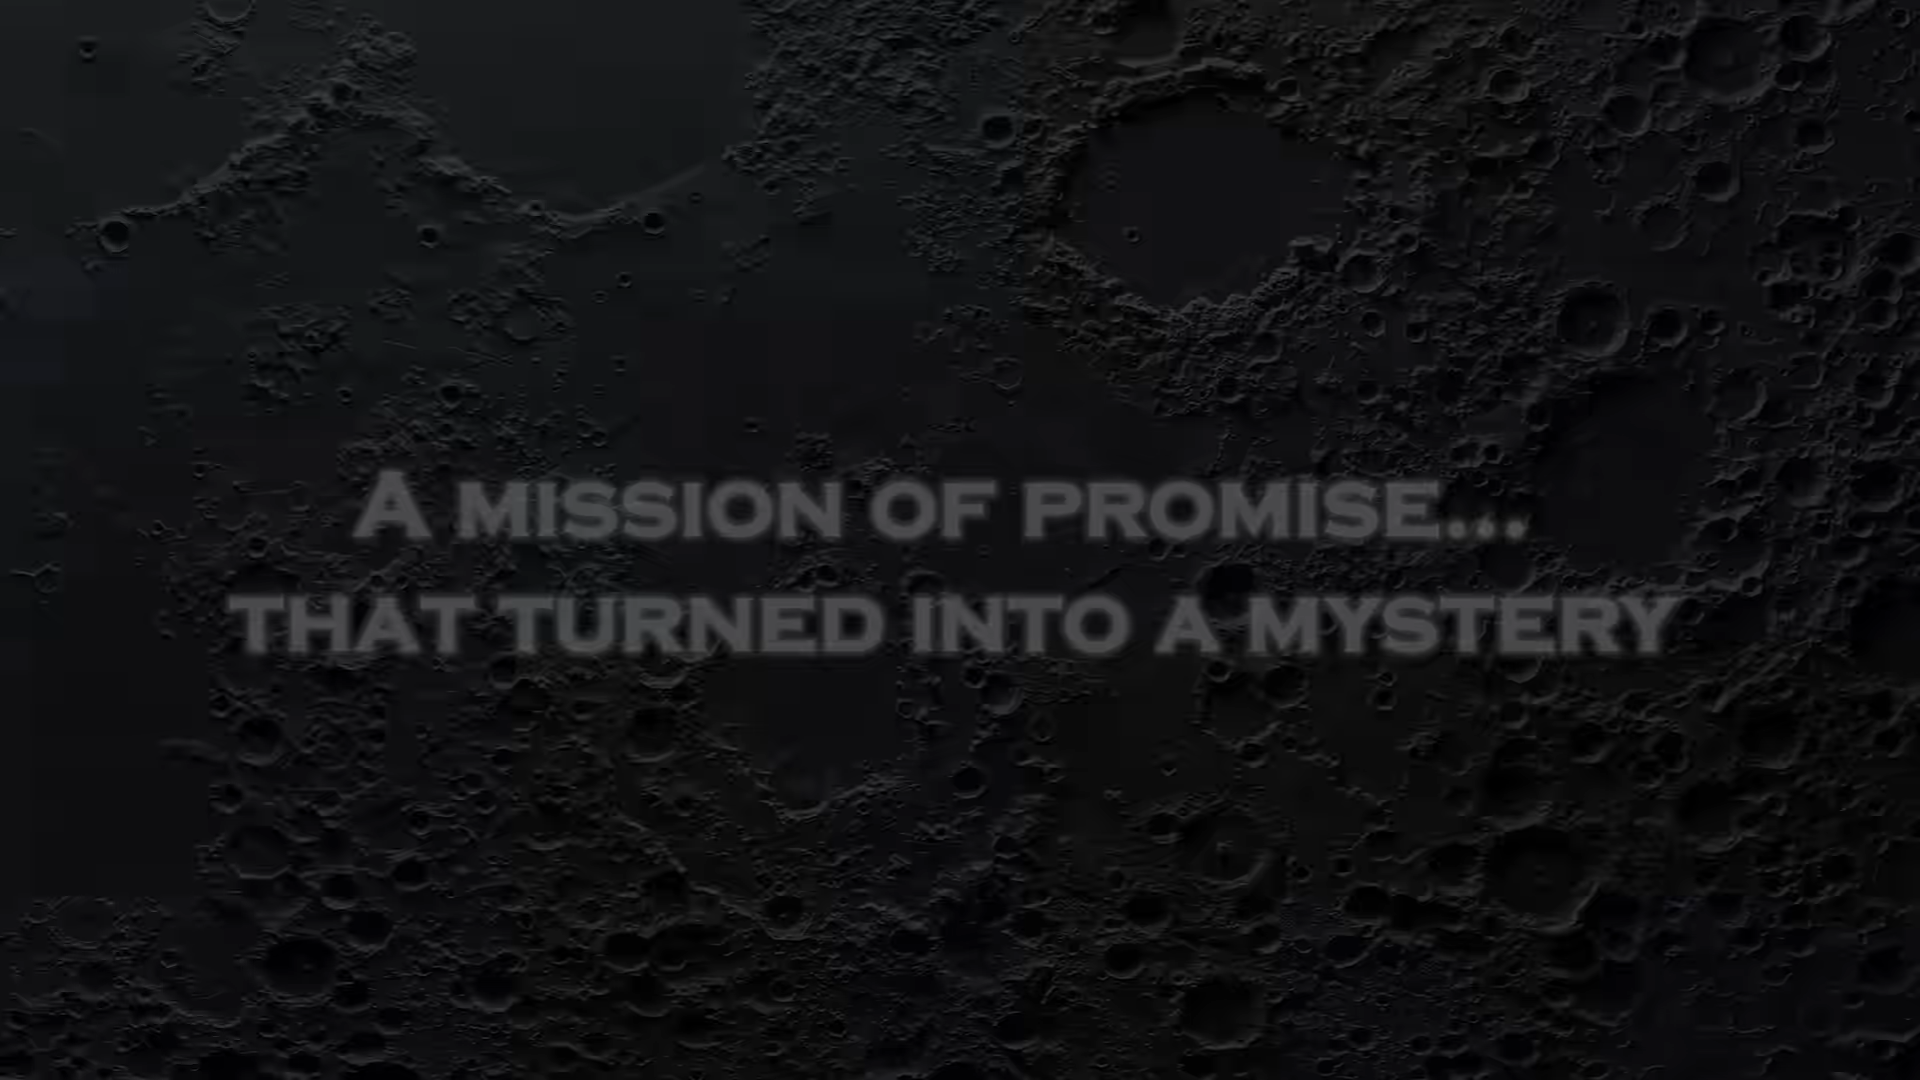 A MISSION OF PROMISE...
THAT TURNED INTO A MYSTERY